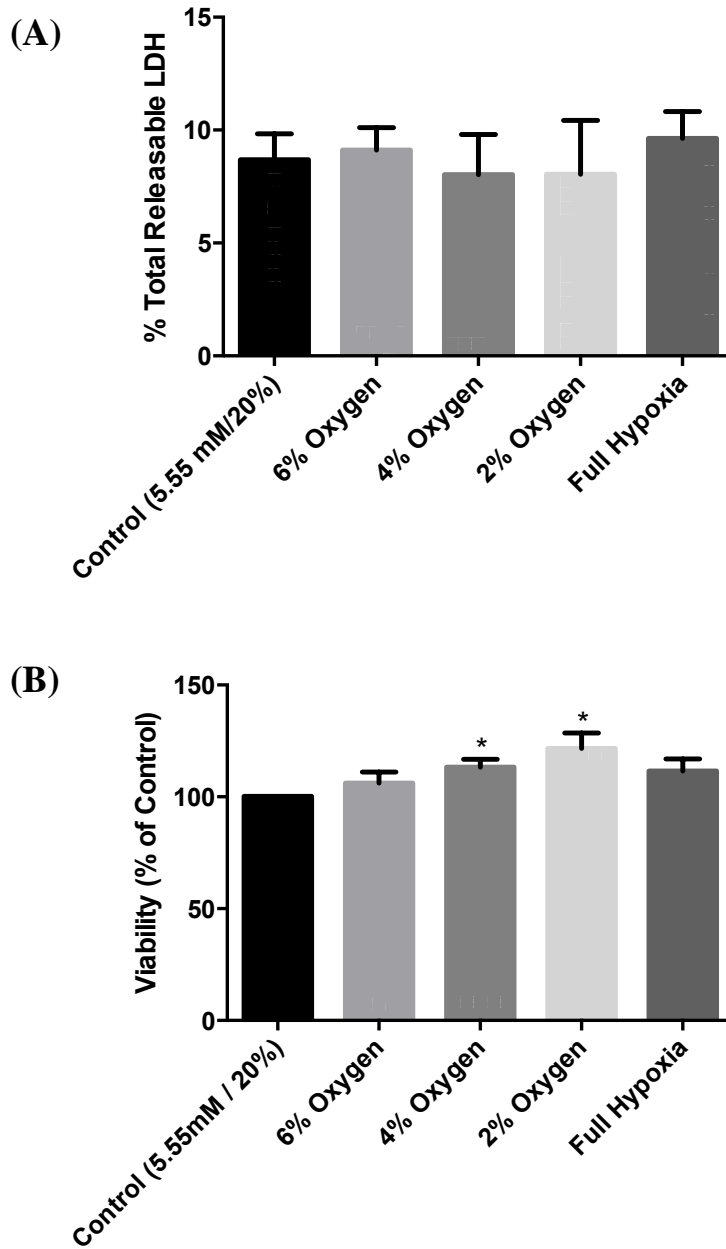 (A)
% Total Releasable LDH
15
10
5
0
Control (5.55 mM/20%)
6% Oxygen
4% Oxygen
2% Oxygen
Full Hypoxia
(B)
Viability (% of Control)
150
100
50
0
* *
Control (5.55mM / 20%)
6% Oxygen
4% Oxygen
2% Oxygen
Full Hypoxia